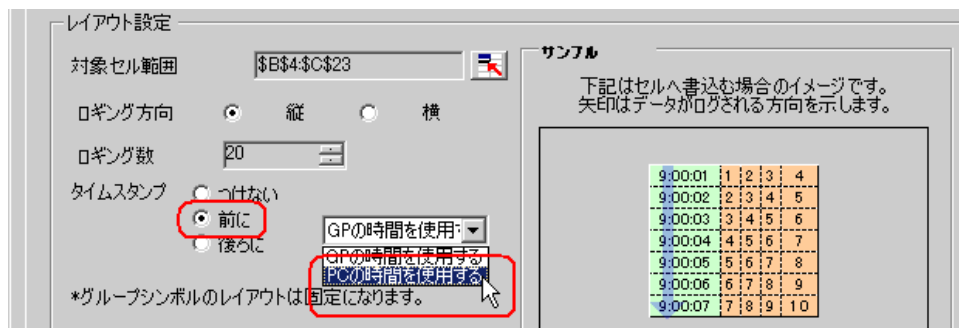 レイアウト設定
対象セル範囲 $B$4:$C$23
ロギング方向 縦 横
ロギング数 20
タイムスタンプ つけない
前に
後ろに
GPの時間を使用す
GPの時間を使用する
PCの時間を使用する
*グループシンボルのレイアウトは固定になります。
サンプル
下記はセルへ書込む場合のイメージです。
矢印はデータがログされる方向を示します。
9:00:01 1 2 3 4
9:00:02 2 3 4 5
9:00:03 3 4 5 6
9:00:04 4 5 6 7
9:00:05 5 6 7 8
9:00:06 6 7 8 9
9:00:07 7 8 9 10